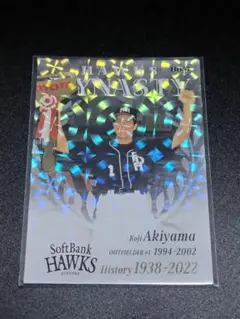 DYNASTY
Koji Akiyama
OUTFIELDER #1 1994-2002
SoftBank
HAWKS
History 1938-2022